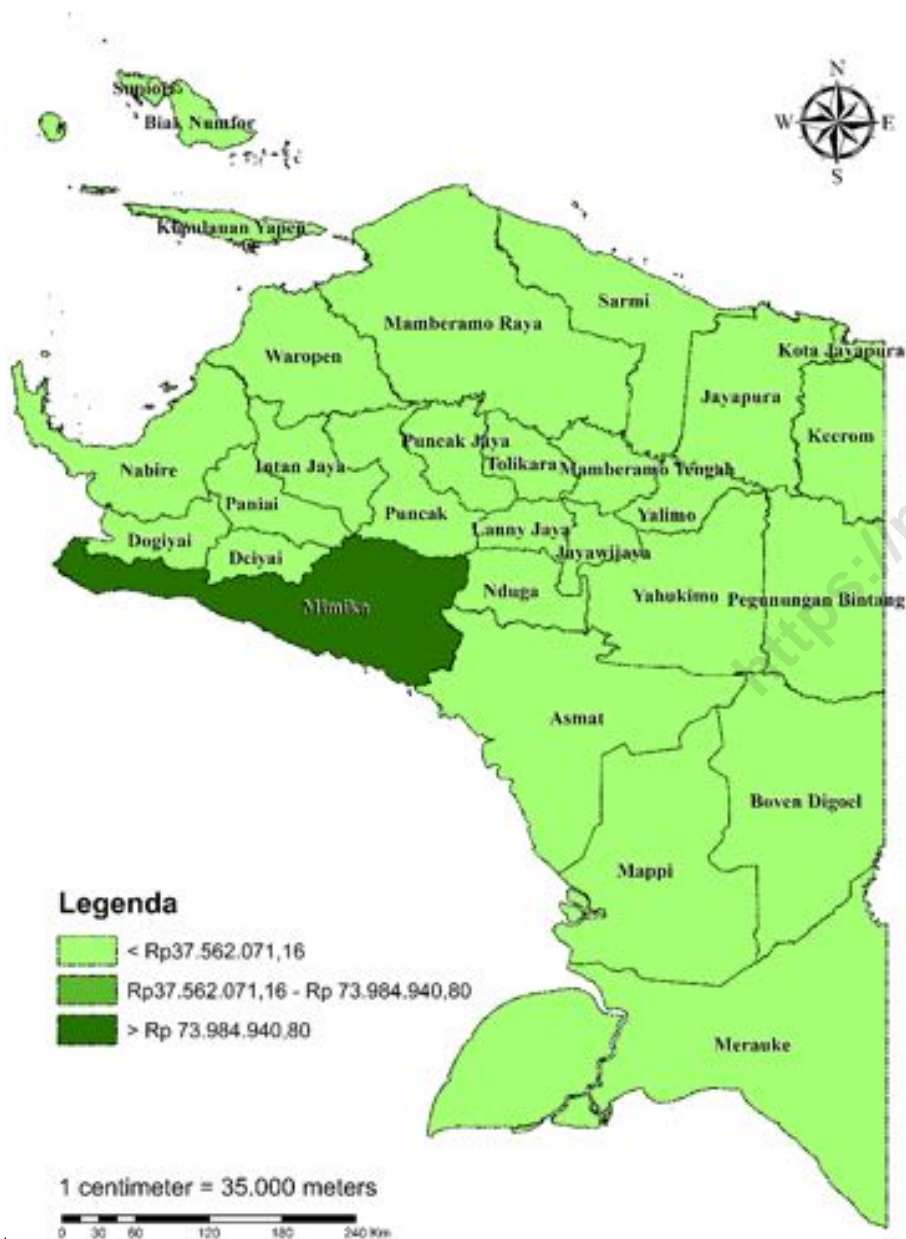 Supiori
Biak Numfor
N
W
E
S
Kepulauan Yapen
Sarmi
Mamberamo Raya
Waropen
Kota Jayapura
Jayapura
Keerom
Puncak Jaya
Tolikara
Mamberamo Tengah
Intan Jaya
Nabire
Paniai
Puncak
Yalimo
Lanny Jaya
Dogiyai
Deiyai
Jayawijaya
Nduga
Yahukimo
Pegunungan Bintang
Mimika
Asmat
Boven Digoel
Mappi
Merauke
Legenda
< Rp37.562.071,16
Rp37.562.071,16 - Rp 73.984.940,80
> Rp 73.984.940,80
1 centimeter = 35.000 meters
0 30 60 120 180 240 Km
https://